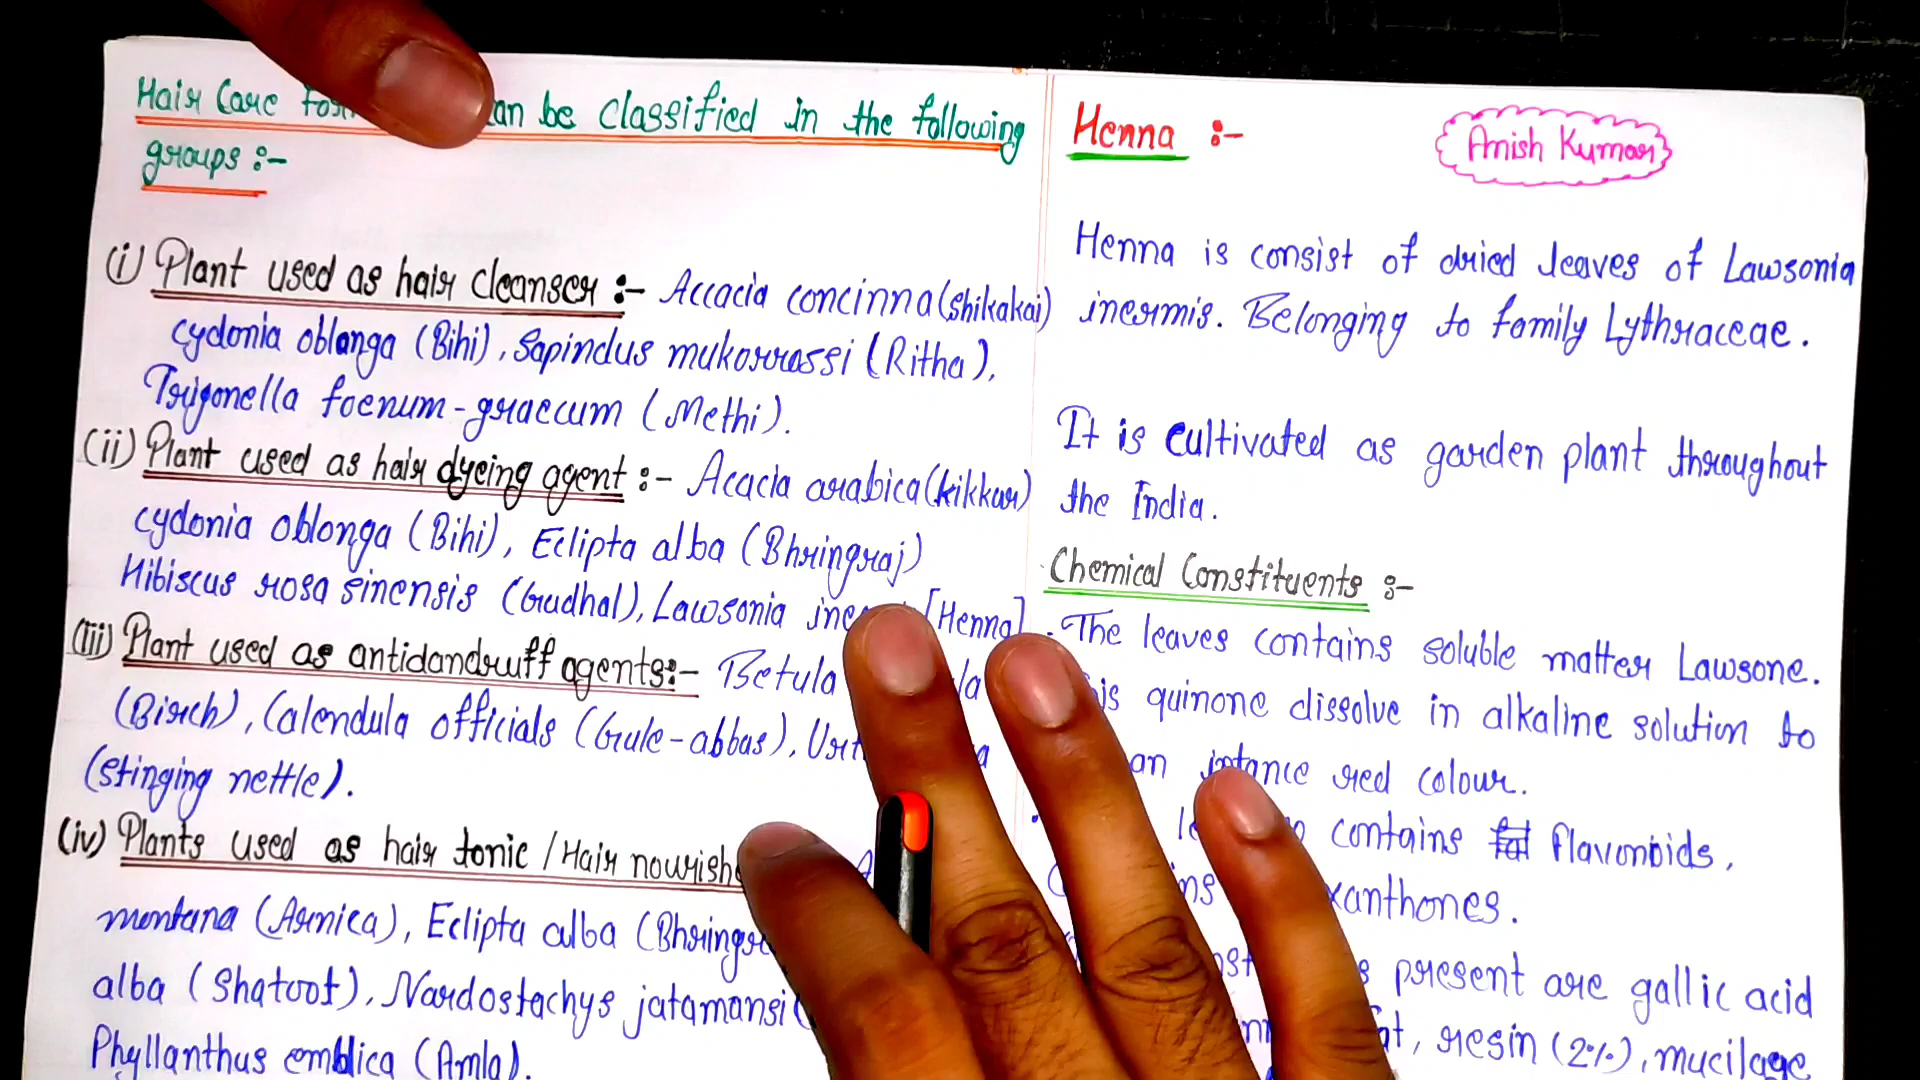 Hair Care can be Classified in the following
groups :-
(i) Plant used as hair cleanser :- Accacia concinna (shikakai)
cydonia oblanga (Bihi), Sapindus mukorrossi (Ritha),
Trigonella foenum-graecum (Methi).
(ii) Plant used as hair dyeing agent :- Acacia arabica (kikkar)
cydonia oblonga (Bihi), Eclipta alba (Bhringraj)
Hibiscus rosa sinensis (Gudhal), Lawsonia [Henna]
(iii) Plant used as antidandruff agents :- Betula
(Birch), Calendula officials (Gule-abbas),
(stinging nettle).
(iv) Plants used as hair tonic / Hair
montana (Arnica), Eclipta alba
alba (Shatoot), Nardostachys jatamansi
Phyllanthus emblica (Amla).
Henna :-
Amish Kumar
Henna is consist of dried leaves of Lawsonia
inermis. Belonging to family Lythraceae.
It is cultivated as garden plant throughout
the India.
Chemical Constituents :-
• The leaves contains soluble matter Lawsone.
quinone dissolve in alkaline solution to
an red colour.
• contains flavonoids,
xanthones.
present are gallic acid
resin (2%), mucilage